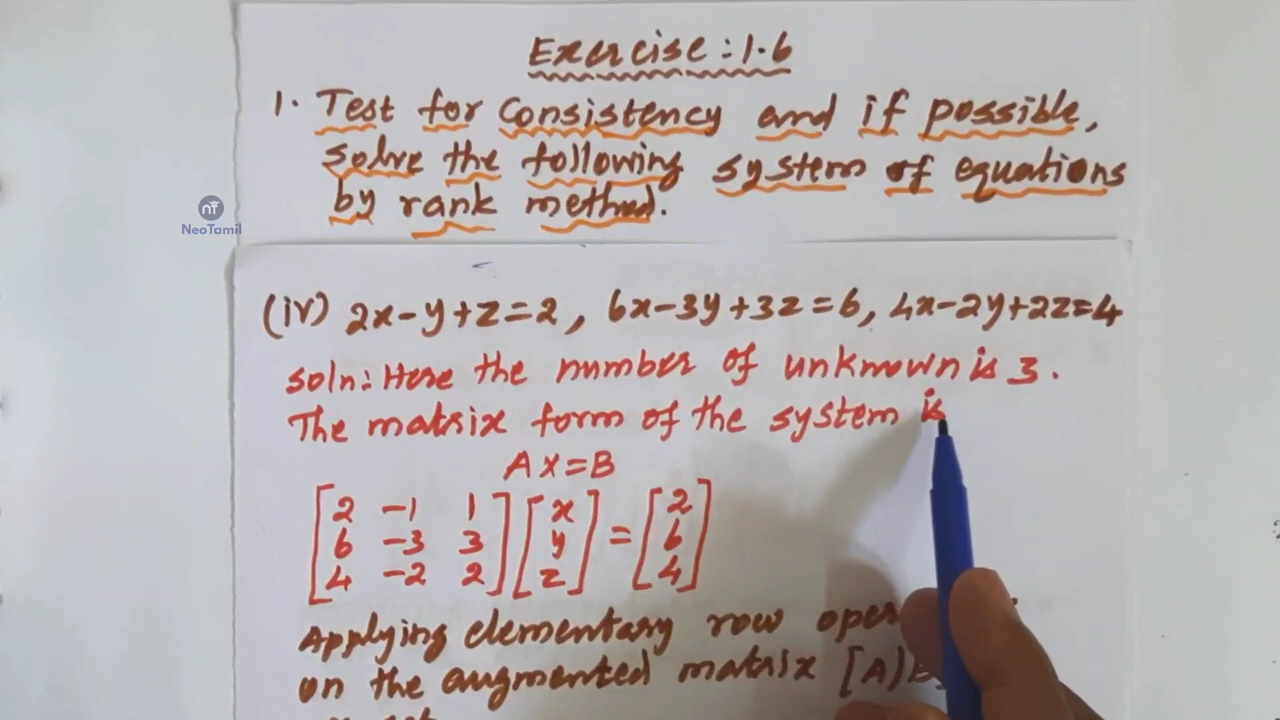 Exercise: 1.6
1. Test for consistency and if possible,
solve the following system of equations
by rank method.
NT
NeoTamil
(iv) 2x-y+z=2, 6x-3y+3z=6, 4x-2y+2z=4
Soln: Here the number of unknown is 3.
The matrix form of the system is
AX=B
[2 -1 1] [x] = [2]
[6 -3 3] [y] = [6]
[4 -2 2] [z] = [4]
Applying elementary row
on the augmented matrix [A|B]